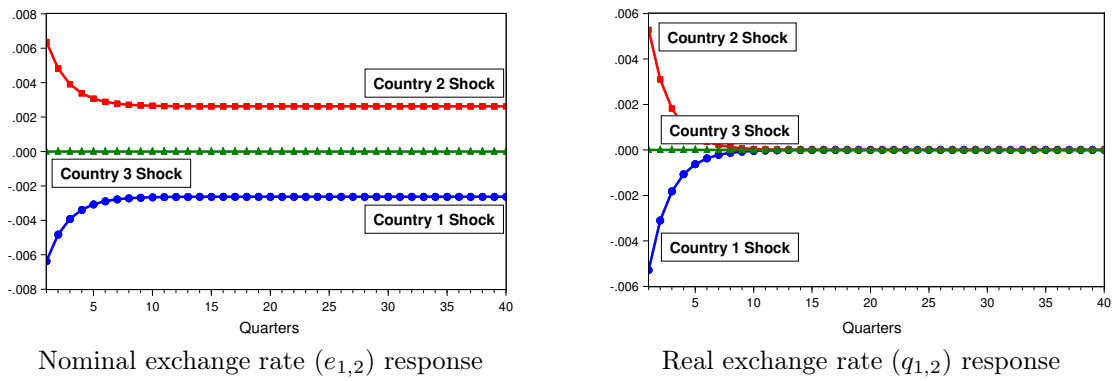 .008
.006
.004
.002
.000
-.002
-.004
-.006
-.008
Country 2 Shock
Country 3 Shock
Country 1 Shock
5 10 15 20 25 30 35 40
Quarters
Nominal exchange rate (e1,2) response
.006
.004
.002
.000
-.002
-.004
-.006
Country 2 Shock
Country 3 Shock
Country 1 Shock
5 10 15 20 25 30 35 40
Quarters
Real exchange rate (q1,2) response